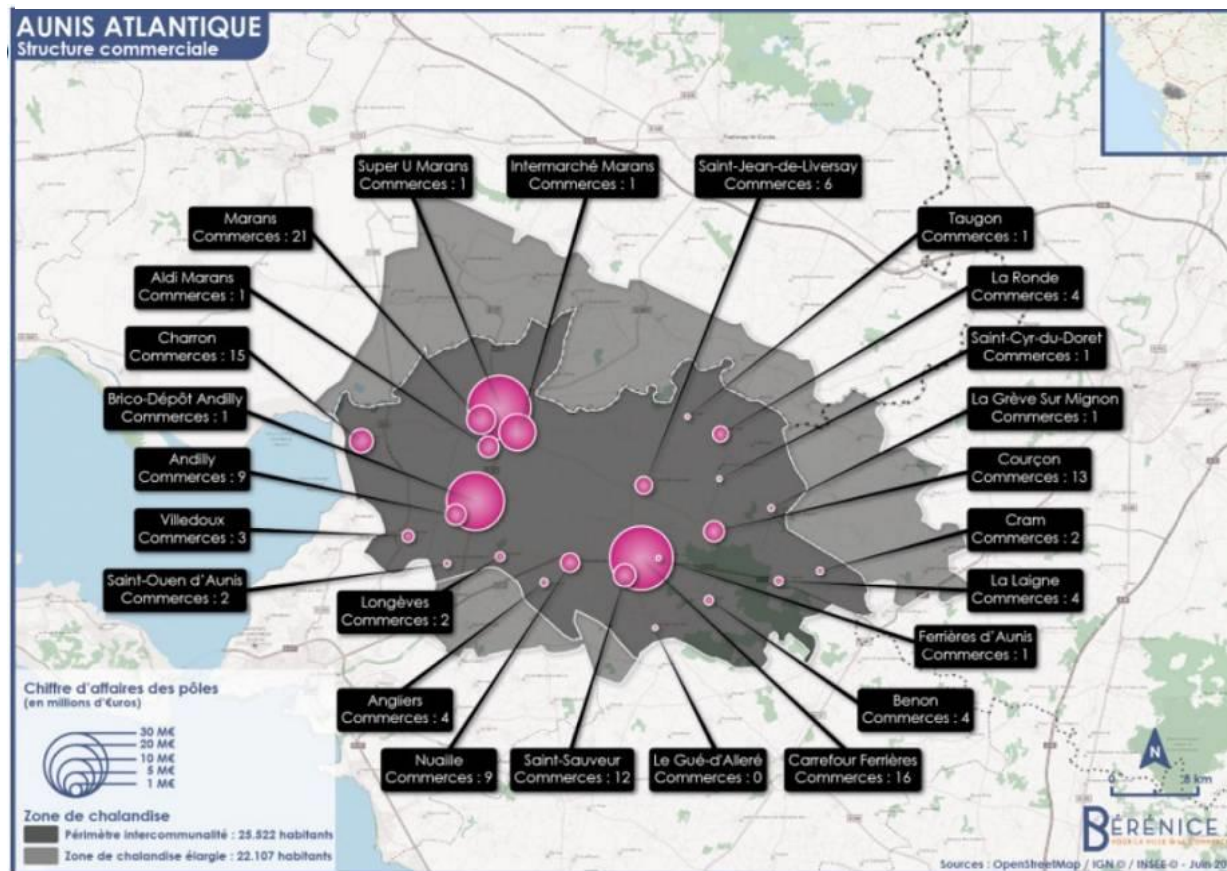 AUNIS ATLANTIQUE
Structure commerciale
Super U Marans
Commerces : 1
Intermarché Marans
Commerces : 1
Saint-Jean-de-Liversay
Commerces : 6
Marans
Commerces : 21
Taugon
Commerces : 1
Aldi Marans
Commerces : 1
La Ronde
Commerces : 4
Charron
Commerces : 15
Saint-Cyr-du-Doret
Commerces : 1
Brico-Dépôt Andilly
Commerces : 1
La Grève Sur Mignon
Commerces : 1
Andilly
Commerces : 9
Courçon
Commerces : 13
Villedoux
Commerces : 3
Cram
Commerces : 2
Saint-Ouen d'Aunis
Commerces : 2
Longèves
Commerces : 2
La Laigne
Commerces : 4
Ferrières d'Aunis
Commerces : 1
Angliers
Commerces : 4
Benon
Commerces : 4
Nuaille
Commerces : 9
Saint-Sauveur
Commerces : 12
Le Gué-d'Alleré
Commerces : 0
Carrefour Ferrières
Commerces : 16
Chiffre d'affaires des pôles
(en millions d'€uros)
30 M€
20 M€
10 M€
5 M€
1 M€
Zone de chalandise
Périmètre intercommunalité : 25.522 habitants
Zone de chalandise élargie : 22.107 habitants
N
0 8 km
BÉRÉNICE
POUR LA VILLE & LE COMMERCE
Sources : OpenStreetMap / IGN © / INSEE © - Juin 20